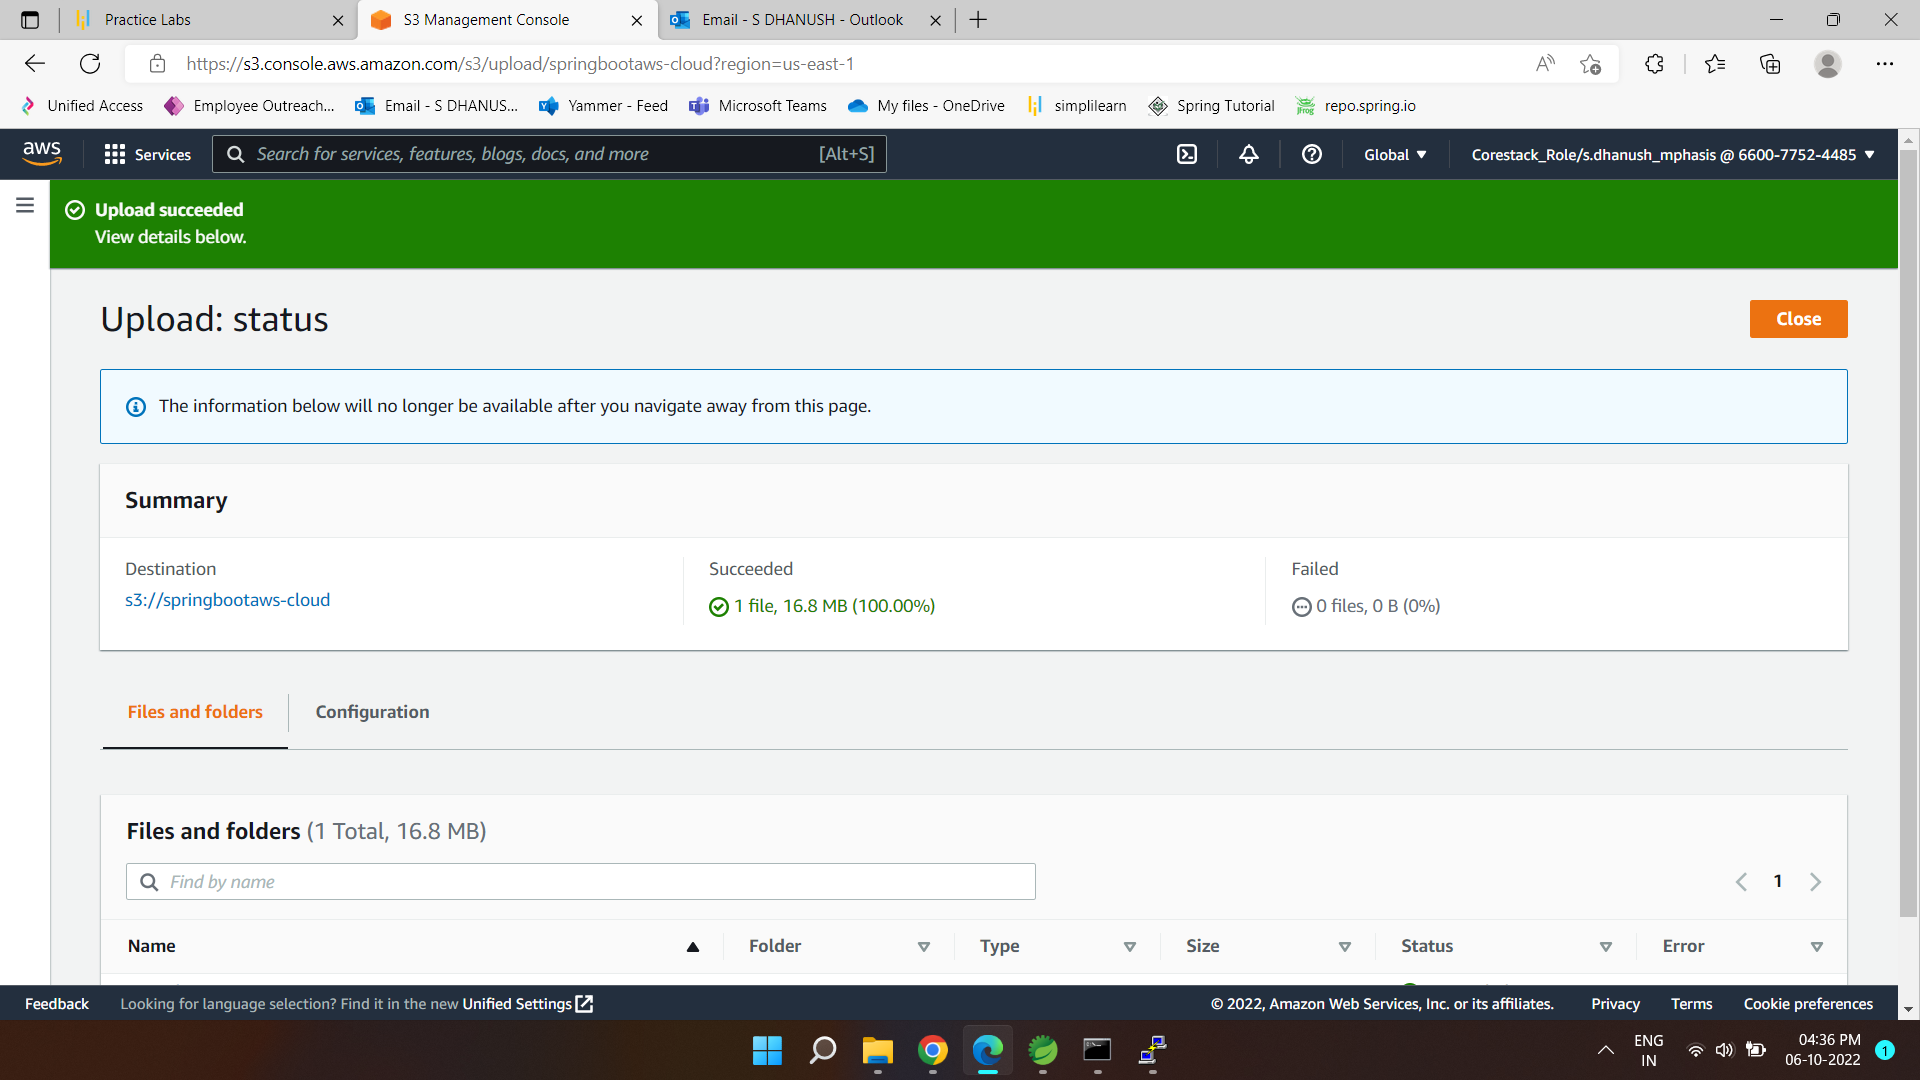 Practice Labs
S3 Management Console
Email - S DHANUSH - Outlook
https://s3.console.aws.amazon.com/s3/upload/springbootaws-cloud?region=us-east-1
Unified Access
Employee Outreach...
Email - S DHANUS...
Yammer - Feed
Microsoft Teams
My files - OneDrive
simplilearn
Spring Tutorial
repo.spring.io
aws
Services
Search for services, features, blogs, docs, and more
[Alt+S]
Global
Corestack_Role/s.dhanush_mphasis @ 6600-7752-4485
Upload succeeded
View details below.
Upload: status
Close
The information below will no longer be available after you navigate away from this page.
Summary
Destination
Succeeded
Failed
s3://springbootaws-cloud
1 file, 16.8 MB (100.00%)
0 files, 0 B (0%)
Files and folders
Configuration
Files and folders (1 Total, 16.8 MB)
Find by name
1
Name
Folder
Type
Size
Status
Error
Feedback
Looking for language selection? Find it in the new Unified Settings
© 2022, Amazon Web Services, Inc. or its affiliates.
Privacy
Terms
Cookie preferences
ENG
IN
04:36 PM
06-10-2022
1